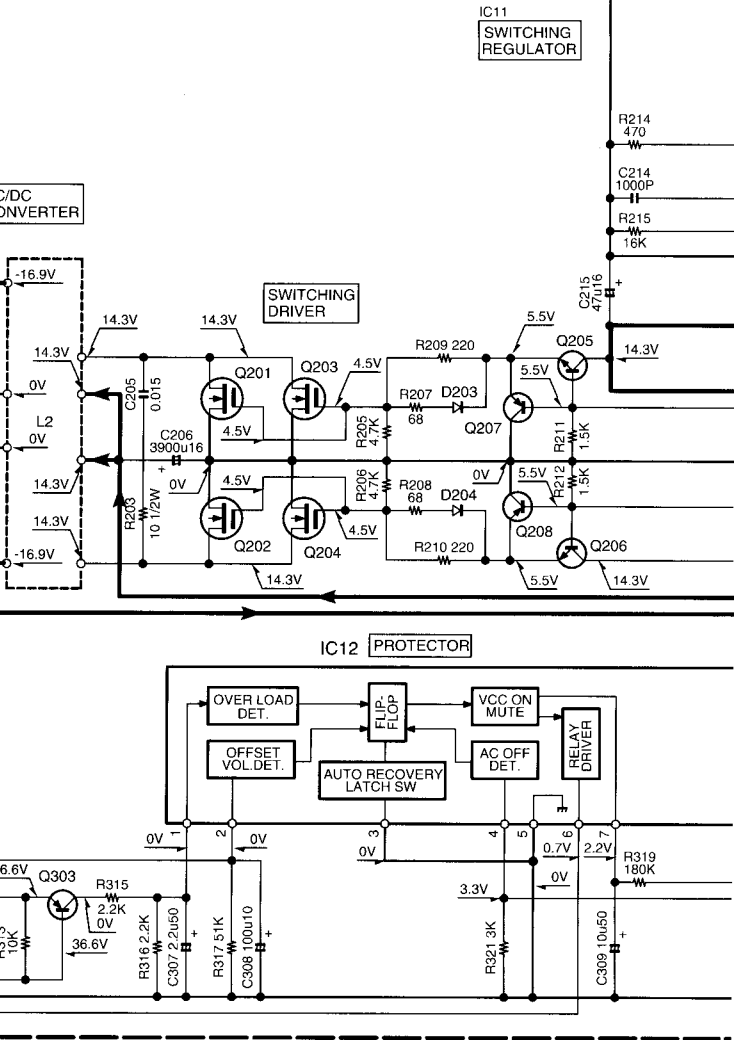 IC11
SWITCHING
REGULATOR
R214
470
C214
1000P
R215
16K
C/DC
ONVERTER
-16.9V
C215
47u16
+
SWITCHING
DRIVER
14.3V
14.3V
5.5V
Q205
14.3V
R209 220
14.3V
Q201
Q203
4.5V
5.5V
0V
C205
0.015
R207
68
D203
Q207
L2
0V
C206
3900u16
+
4.5V
R205
4.7K
R211
1.5K
14.3V
0V
4.5V
R206
4.7K
R208
68
D204
0V
5.5V
R212
1.5K
R203
10 1/2W
14.3V
4.5V
Q208
Q202
Q204
R210 220
Q206
-16.9V
14.3V
5.5V
14.3V
IC12
PROTECTOR
OVER LOAD
DET.
FLIP-
FLOP
VCC ON
MUTE
OFFSET
VOL.DET.
AC OFF
DET.
RELAY
DRIVER
AUTO RECOVERY
LATCH SW
1
2
3
4
5
6
7
0V
0V
0V
0.7V
2.2V
R319
180K
6.6V
Q303
R315
2.2K
0V
0V
3.3V
36.6V
10K
R316 2.2K
C307 2.2u50
+
R317 51K
C308 100u10
+
R321 3K
C309 10u50
+